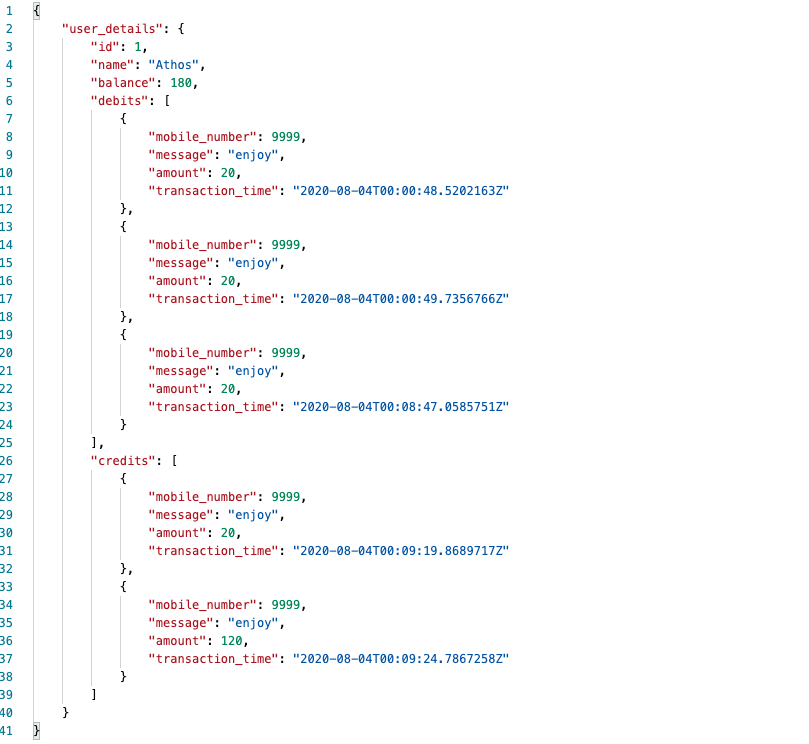 1 {
2     "user_details": {
3         "id": 1,
4         "name": "Athos",
5         "balance": 180,
6         "debits": [
7             {
8                 "mobile_number": 9999,
9                 "message": "enjoy",
10                 "amount": 20,
11                 "transaction_time": "2020-08-04T00:00:48.5202163Z"
12             },
13             {
14                 "mobile_number": 9999,
15                 "message": "enjoy",
16                 "amount": 20,
17                 "transaction_time": "2020-08-04T00:00:49.7356766Z"
18             },
19             {
20                 "mobile_number": 9999,
21                 "message": "enjoy",
22                 "amount": 20,
23                 "transaction_time": "2020-08-04T00:08:47.0585751Z"
24             }
25         ],
26         "credits": [
27             {
28                 "mobile_number": 9999,
29                 "message": "enjoy",
30                 "amount": 20,
31                 "transaction_time": "2020-08-04T00:09:19.8689717Z"
32             },
33             {
34                 "mobile_number": 9999,
35                 "message": "enjoy",
36                 "amount": 120,
37                 "transaction_time": "2020-08-04T00:09:24.7867258Z"
38             }
39         ]
40     }
41 }